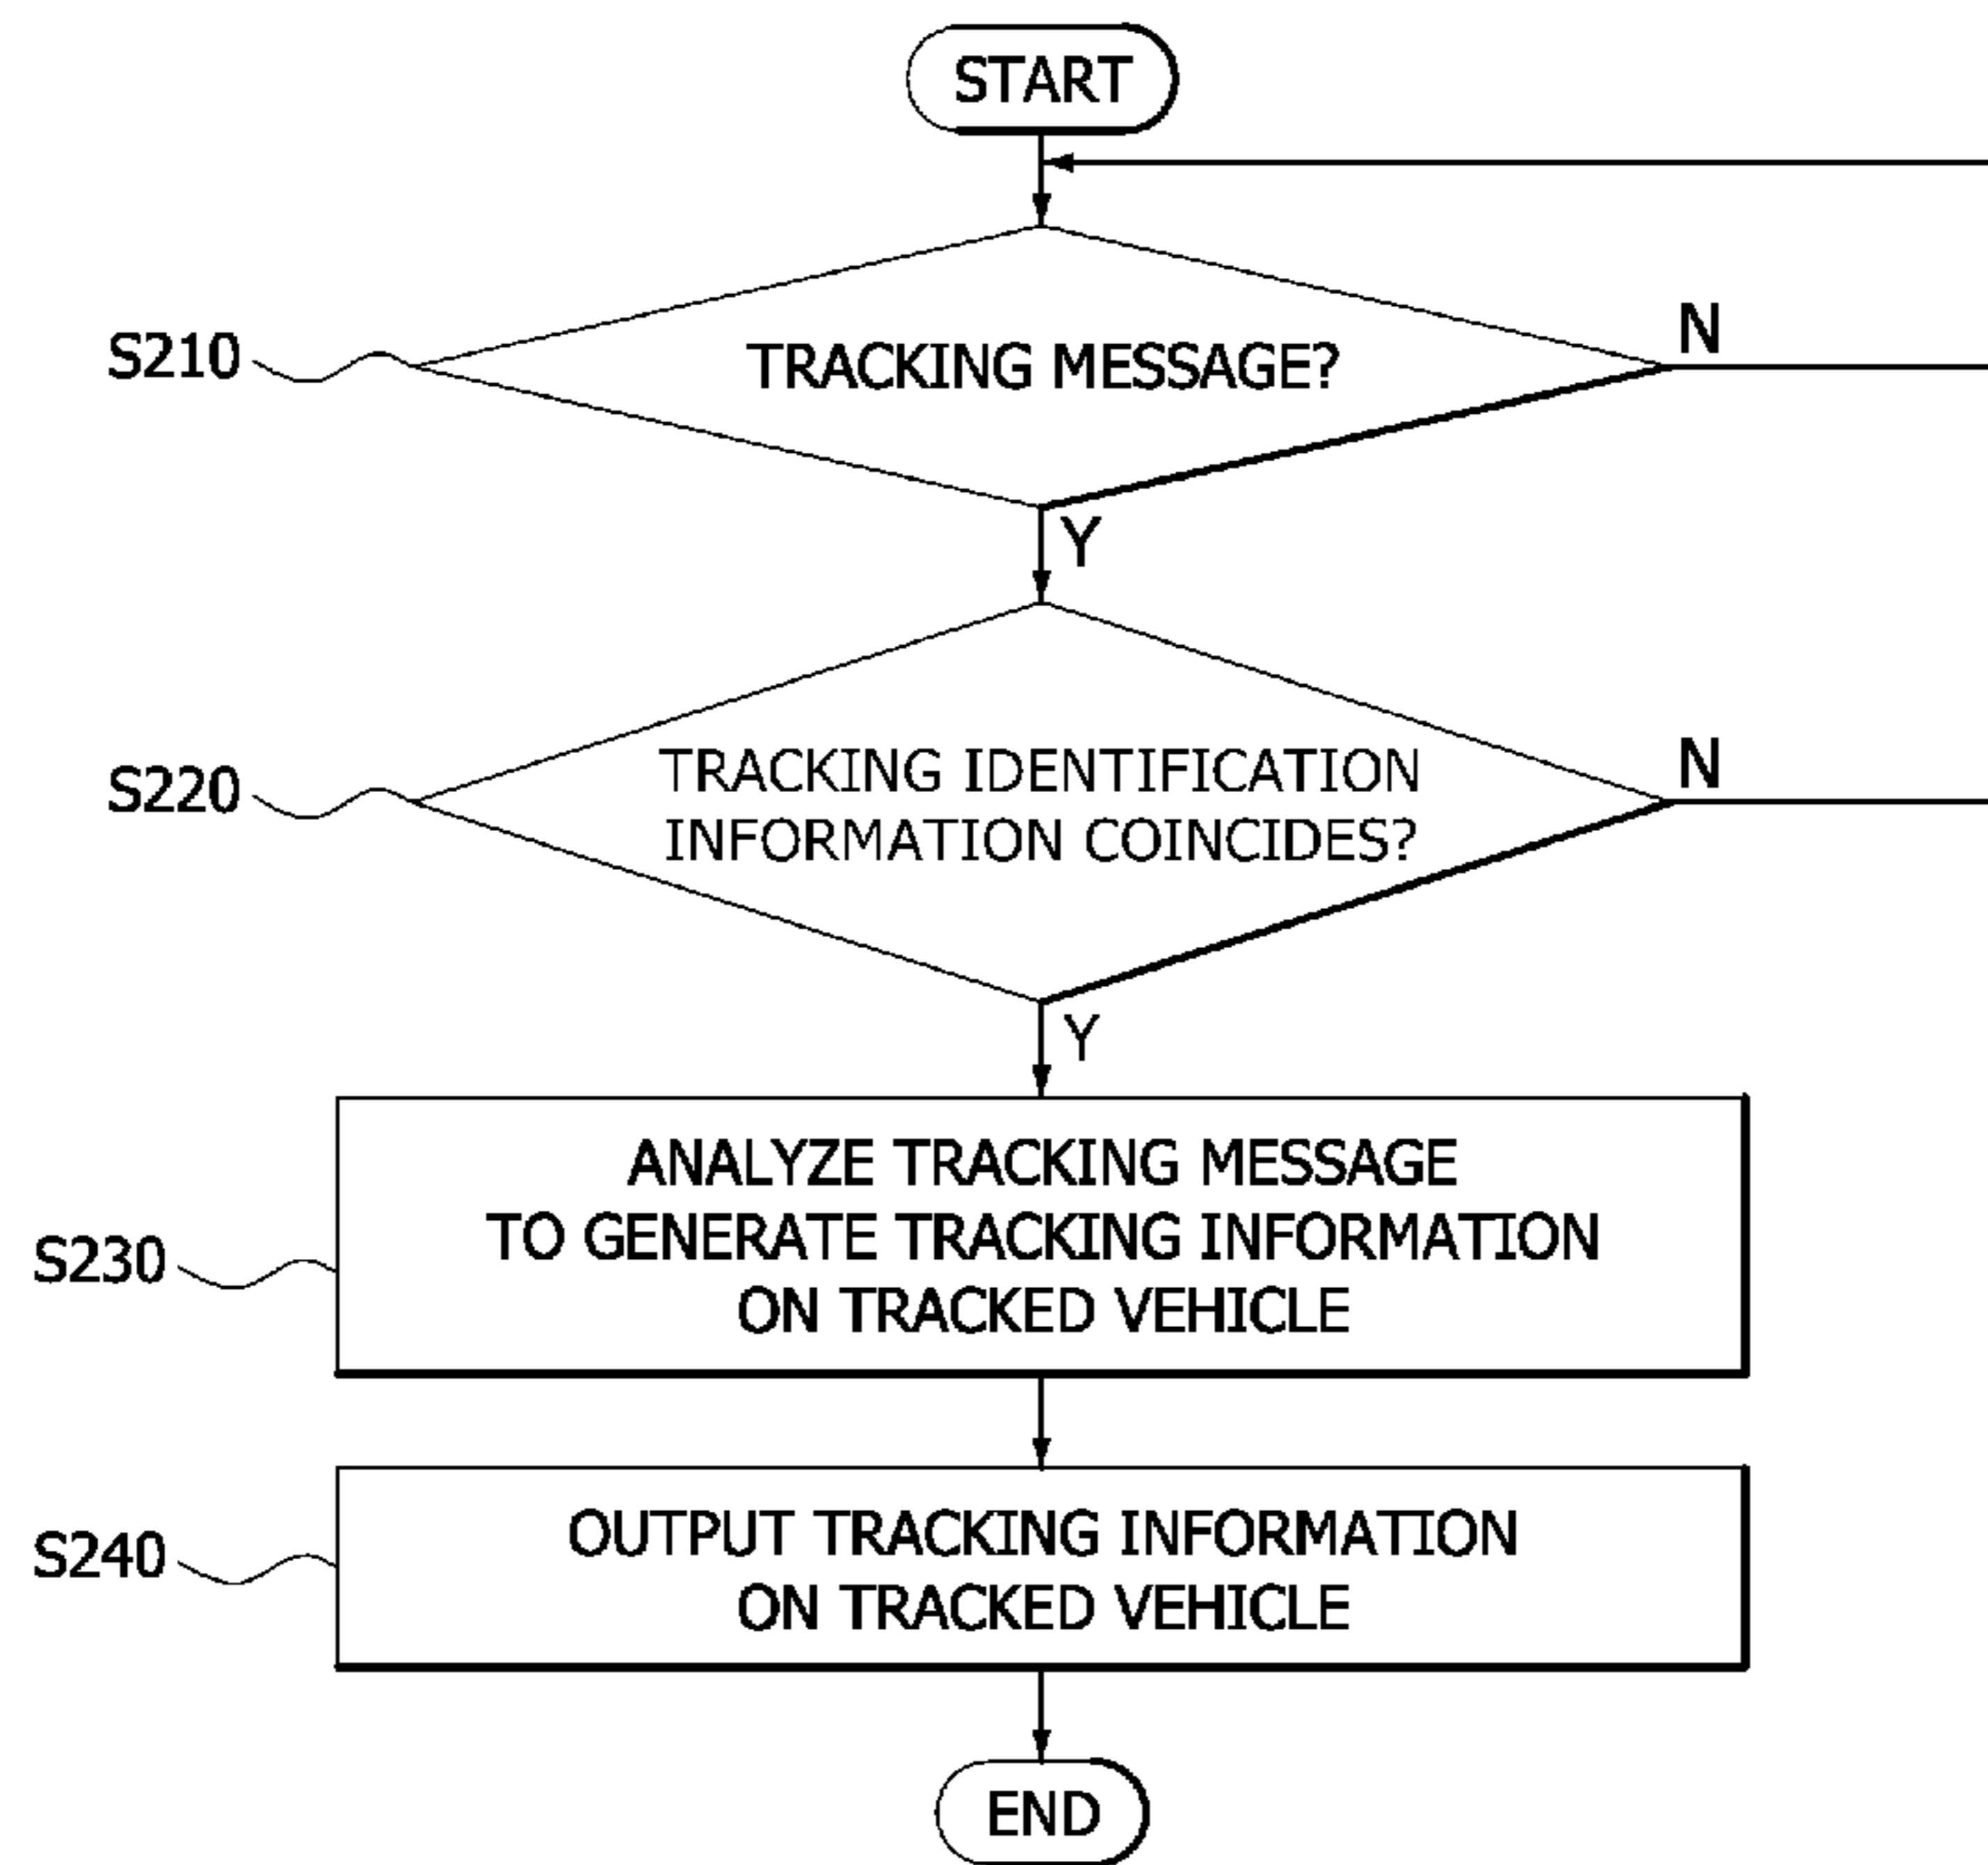 START
S210
TRACKING MESSAGE?
N
Y
S220
TRACKING IDENTIFICATION
INFORMATION COINCIDES?
N
Y
S230
ANALYZE TRACKING MESSAGE
TO GENERATE TRACKING INFORMATION
ON TRACKED VEHICLE
S240
OUTPUT TRACKING INFORMATION
ON TRACKED VEHICLE
END